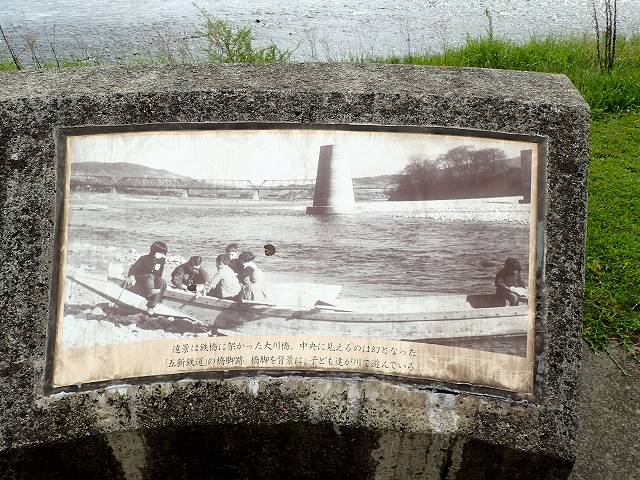 遠景は鉄橋に架かった大川橋。中央に見えるのは幻となった
「五新鉄道」の橋脚跡。橋脚を背景に、子ども達が川で遊んでいる。